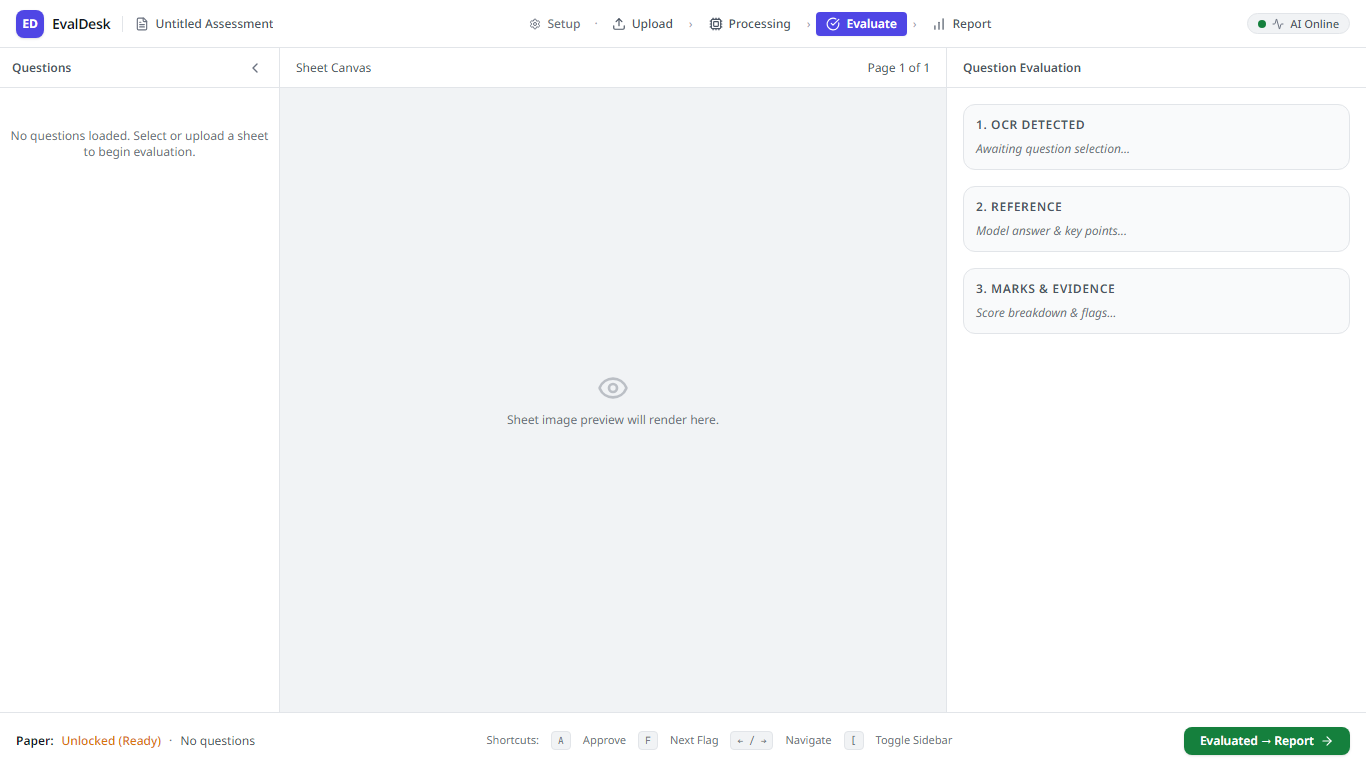 ED EvalDesk Untitled Assessment Setup · Upload › Processing › Evaluate › Report AI Online
Questions
No questions loaded. Select or upload a sheet
to begin evaluation.
Sheet Canvas Page 1 of 1
Sheet image preview will render here.
Question Evaluation
1. OCR DETECTED
Awaiting question selection...
2. REFERENCE
Model answer & key points...
3. MARKS & EVIDENCE
Score breakdown & flags...
Paper: Unlocked (Ready) · No questions Shortcuts: A Approve F Next Flag ← / → Navigate [ Toggle Sidebar Evaluated → Report →